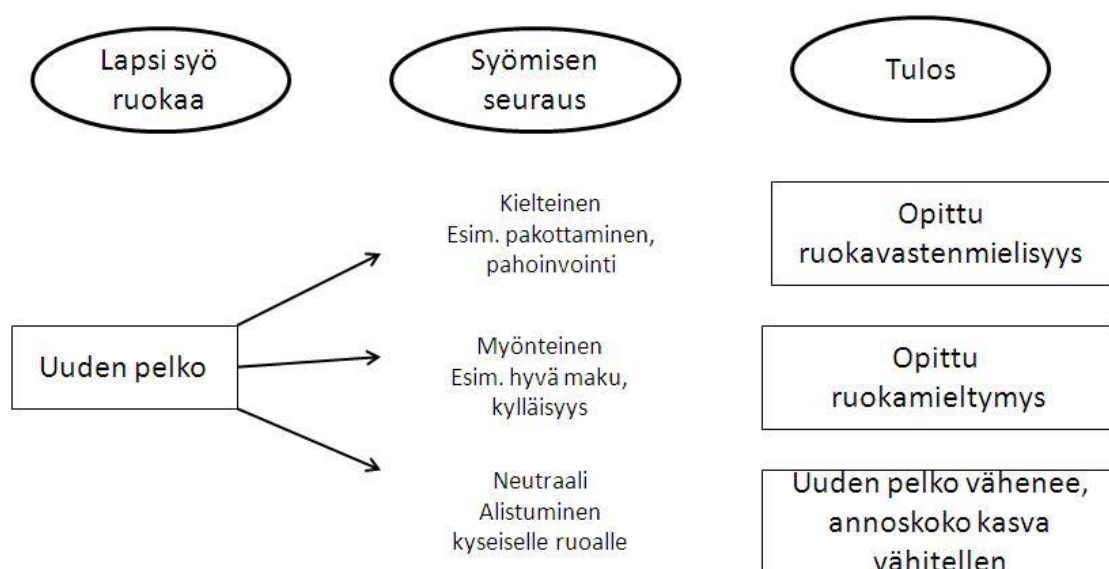 Lapsi syö
ruokaa
Syömisen
seuraus
Tulos
Kielteinen
Esim. pakottaminen,
pahoinvointi
Opittu
ruokavastenmielisyys
Uuden pelko
Myönteinen
Esim. hyvä maku,
kylläisyys
Opittu
ruokamieltymys
Neutraali
Alistuminen
kyseiselle ruoalle
Uuden pelko vähenee,
annoskoko kasva
vähitellen